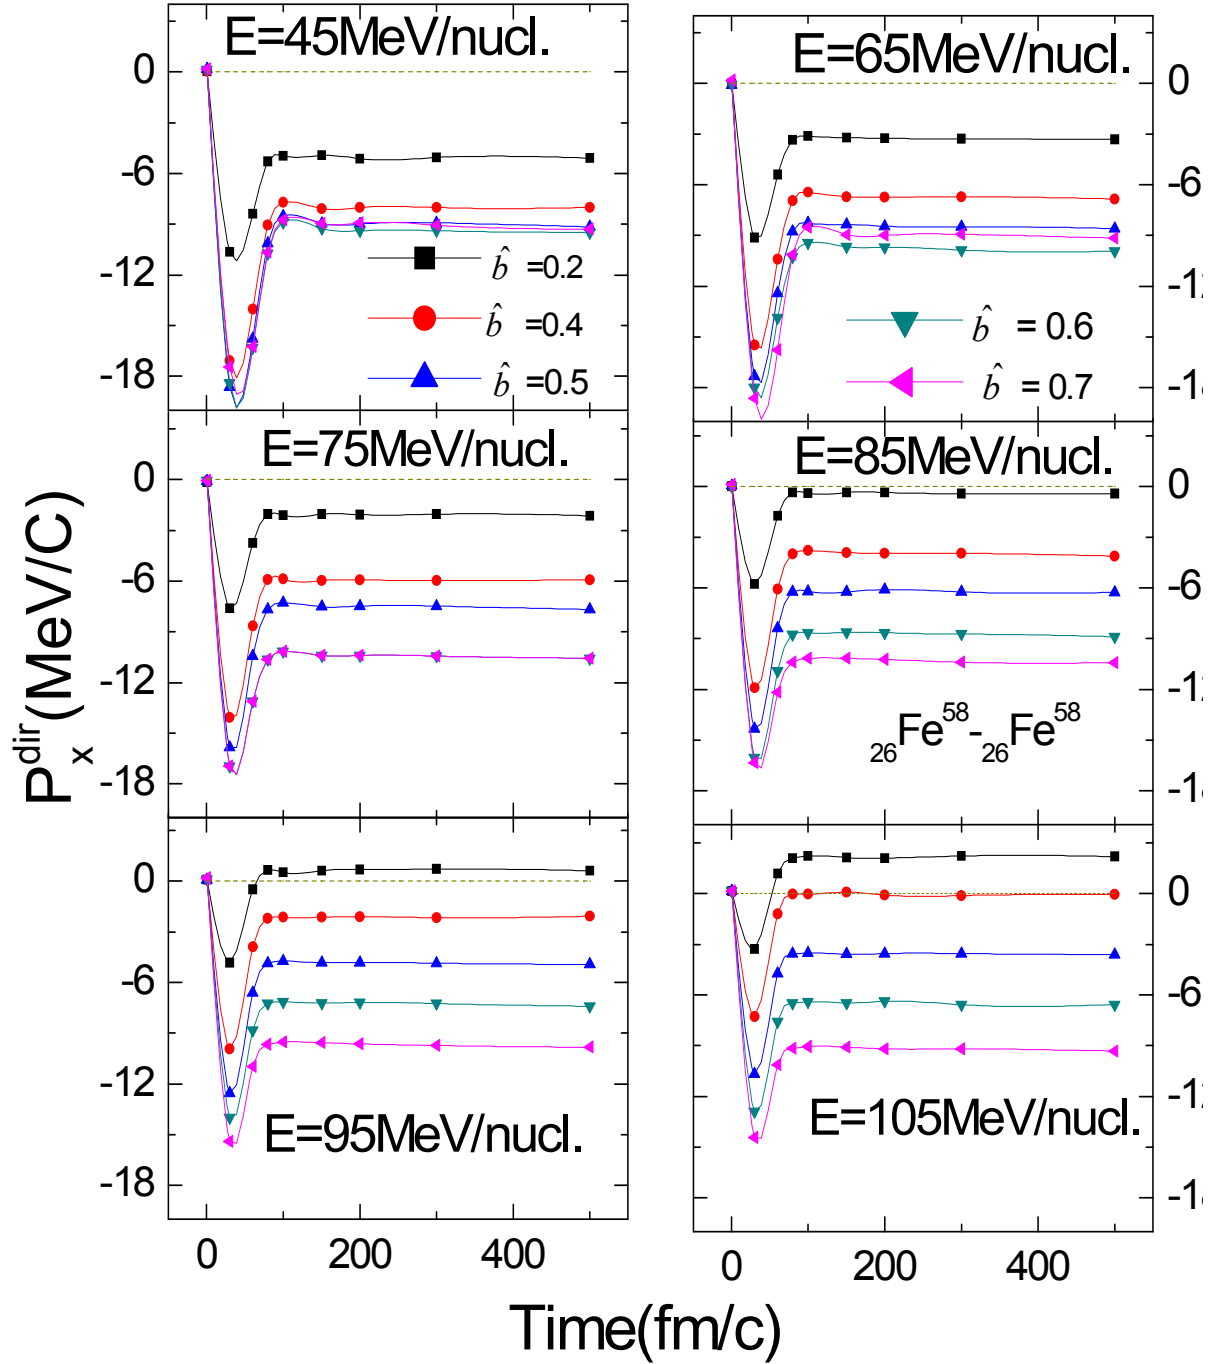 E=45MeV/nucl.
0
-6
-12
-18
b̂ =0.2
b̂ =0.4
b̂ =0.5
E=65MeV/nucl.
0
-6
-12
-18
b̂ = 0.6
b̂ = 0.7
E=75MeV/nucl.
0
-6
-12
-18
E=85MeV/nucl.
0
-6
₂₆Fe⁵⁸-₂₆Fe⁵⁸
E=95MeV/nucl.
0
-6
-12
-18
0 200 400
E=105MeV/nucl.
0
-6
0 200 400
P_x^dir(MeV/C)
Time(fm/c)